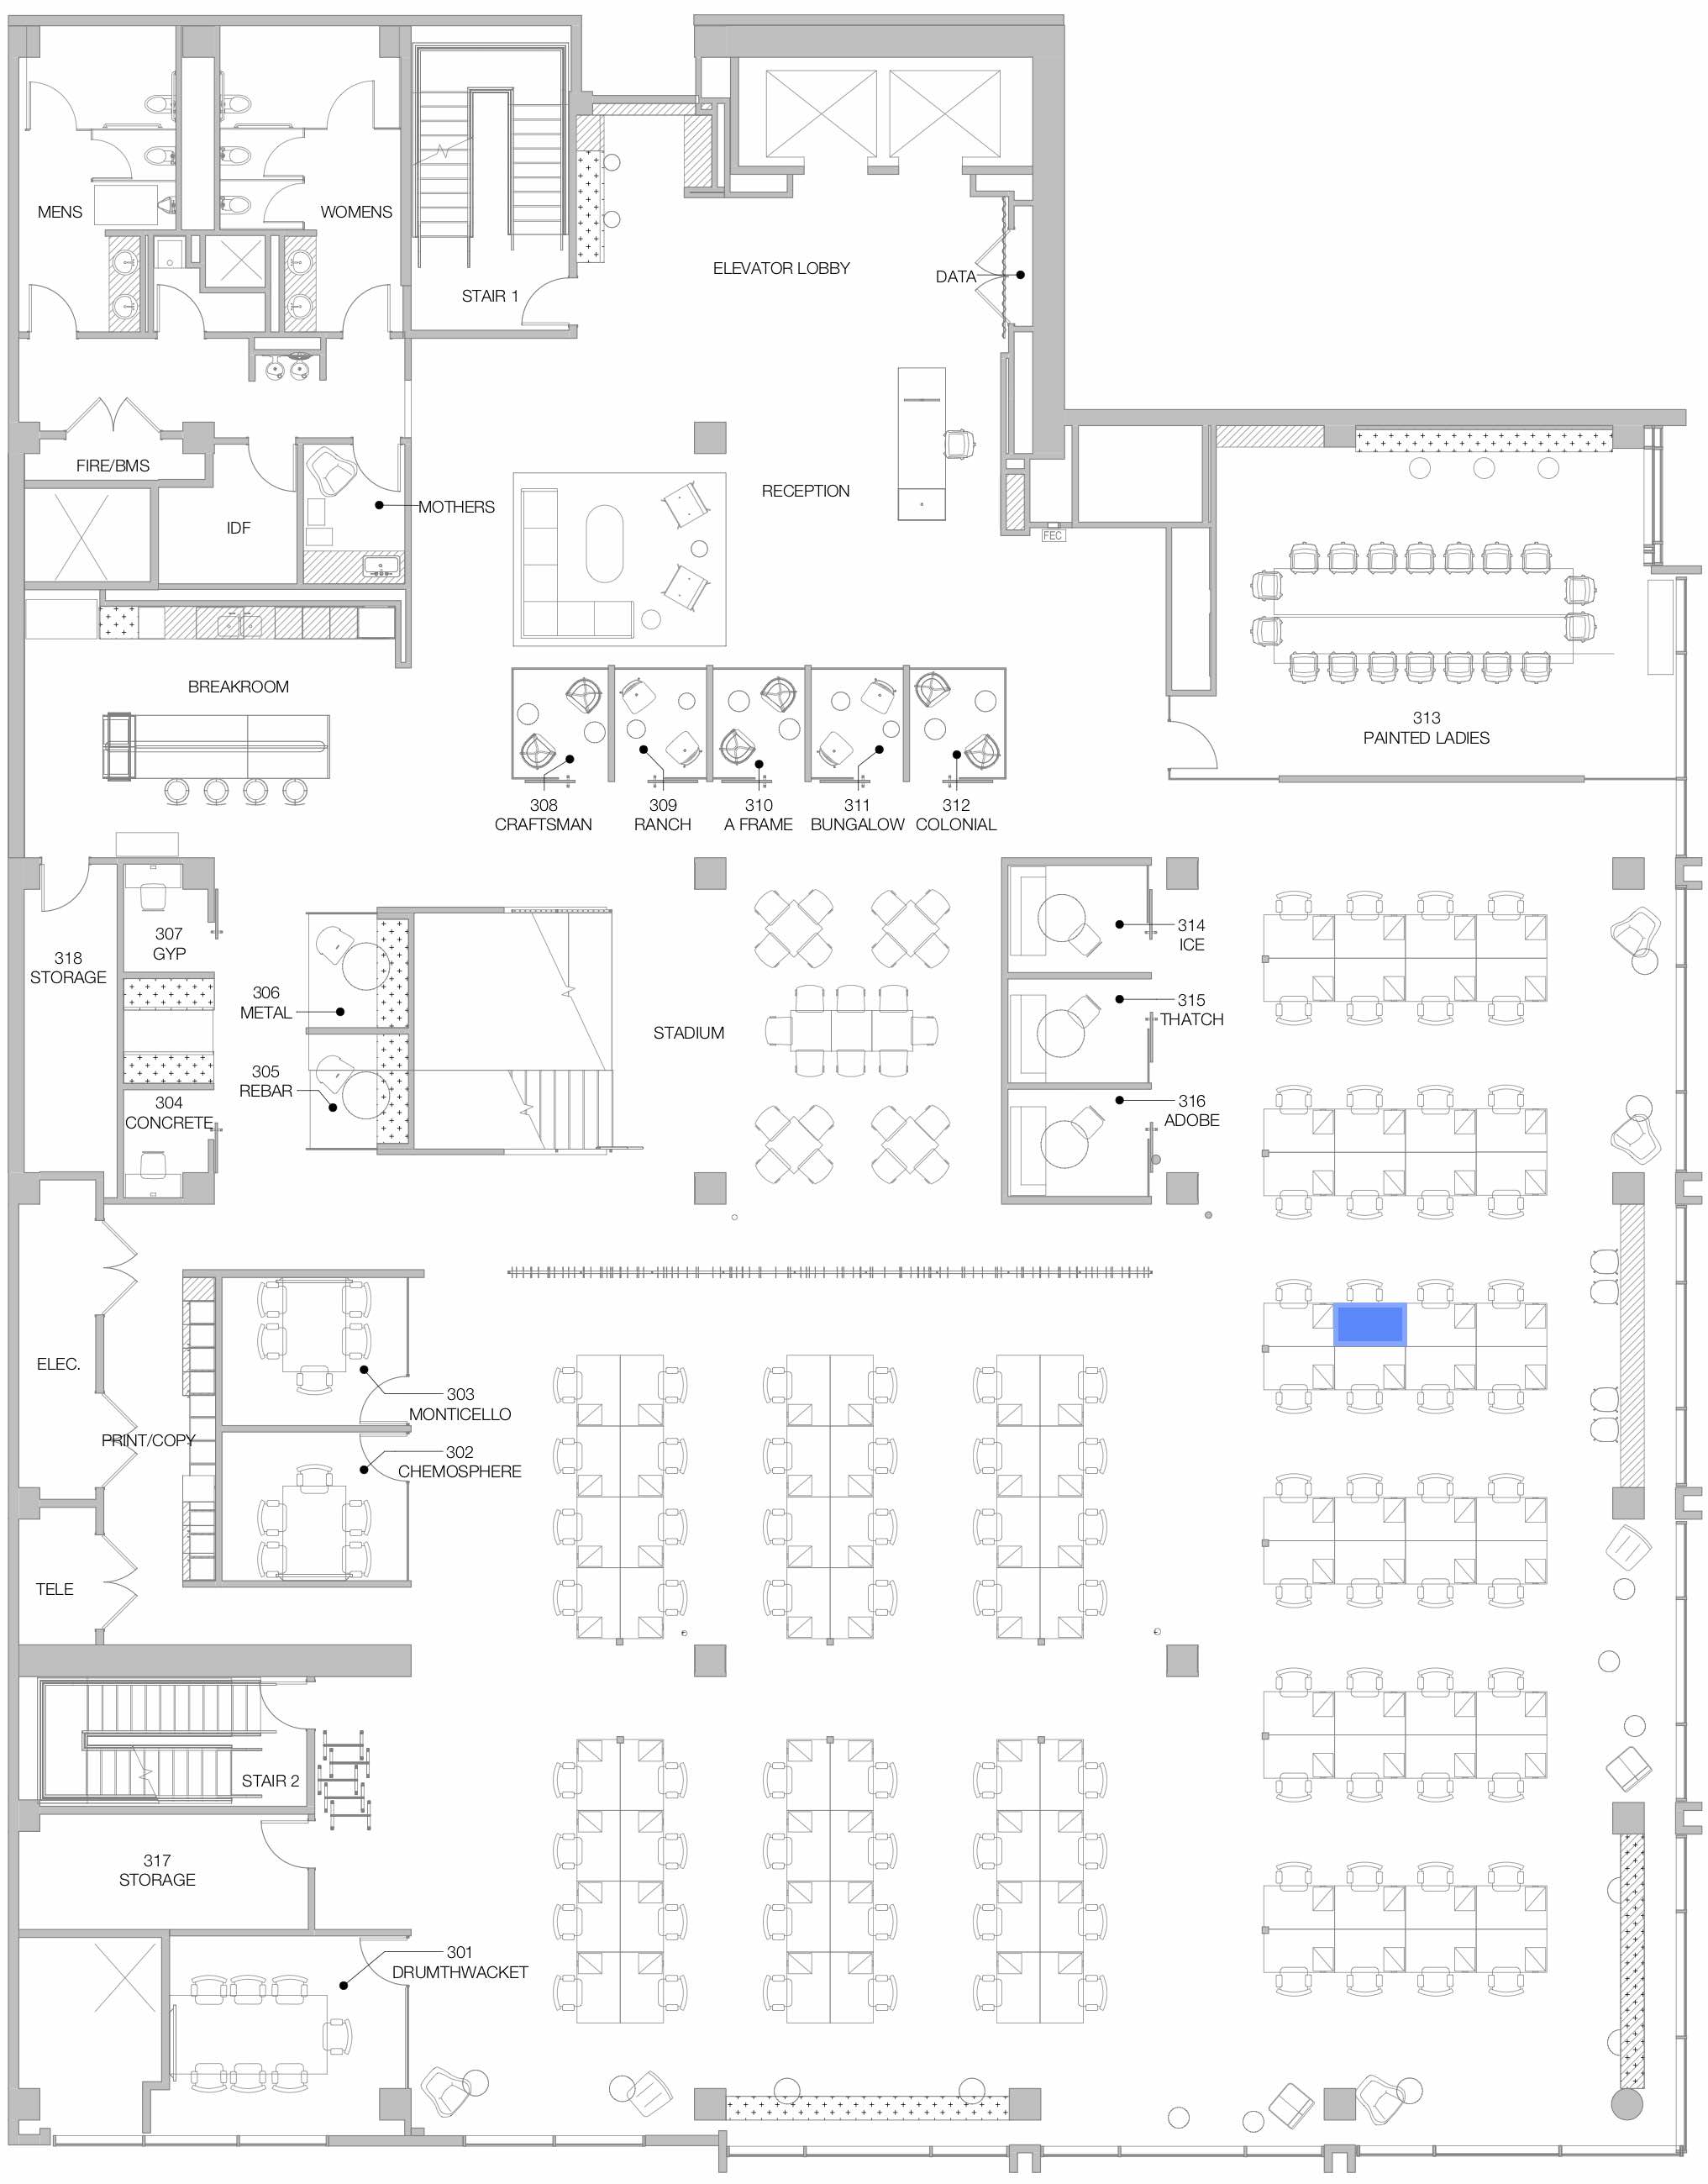 MENS
WOMENS
STAIR 1
ELEVATOR LOBBY
DATA
FIRE/BMS
IDF
MOTHERS
RECEPTION
FEC
BREAKROOM
313
PAINTED LADIES
308
CRAFTSMAN
309
RANCH
310
A FRAME
311
BUNGALOW
312
COLONIAL
307
GYP
318
STORAGE
306
METAL
305
REBAR
304
CONCRETE
STADIUM
314
ICE
315
THATCH
316
ADOBE
ELEC.
303
MONTICELLO
PRINT/COPY
302
CHEMOSPHERE
TELE
STAIR 2
317
STORAGE
301
DRUMTHWACKET